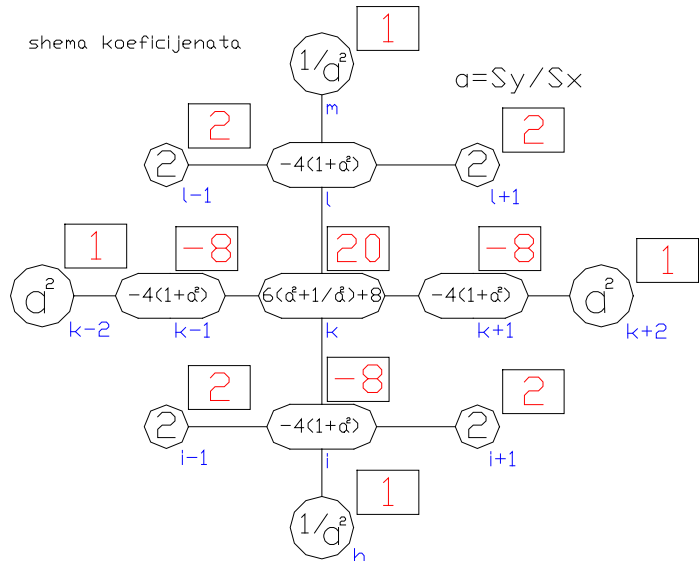 1
shema koeficijenata
1/a²
a=Sy/Sx
m
2
2
2
-4(1+a²)
2
l-1
l
l+1
1
-8
20
-8
1
a²
-4(1+a²)
6(a²+1/a²)+8
-4(1+a²)
a²
k-2
k-1
k
k+1
k+2
2
-8
2
2
-4(1+a²)
2
i-1
i
i+1
1
1/a²
h